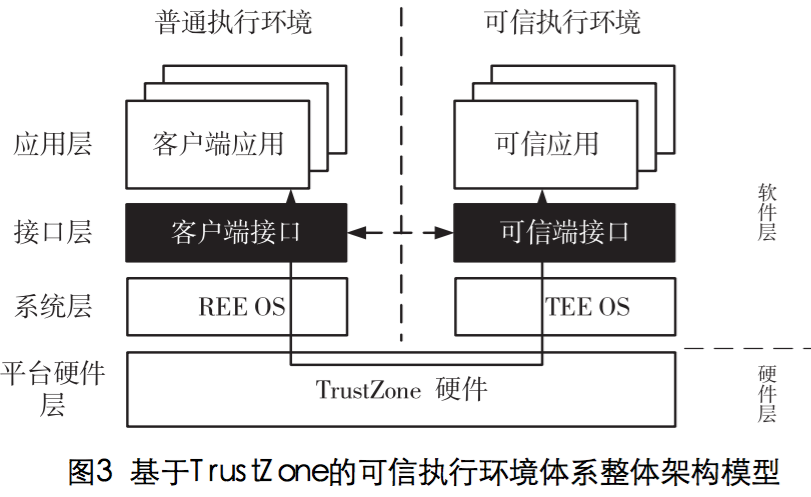 普通执行环境 可信执行环境
应用层 客户端应用 可信应用
接口层 客户端接口 可信端接口
软件层
系统层 REE OS TEE OS
平台硬件层 TrustZone 硬件
硬件层
图3 基于TrustZone的可信执行环境体系整体架构模型